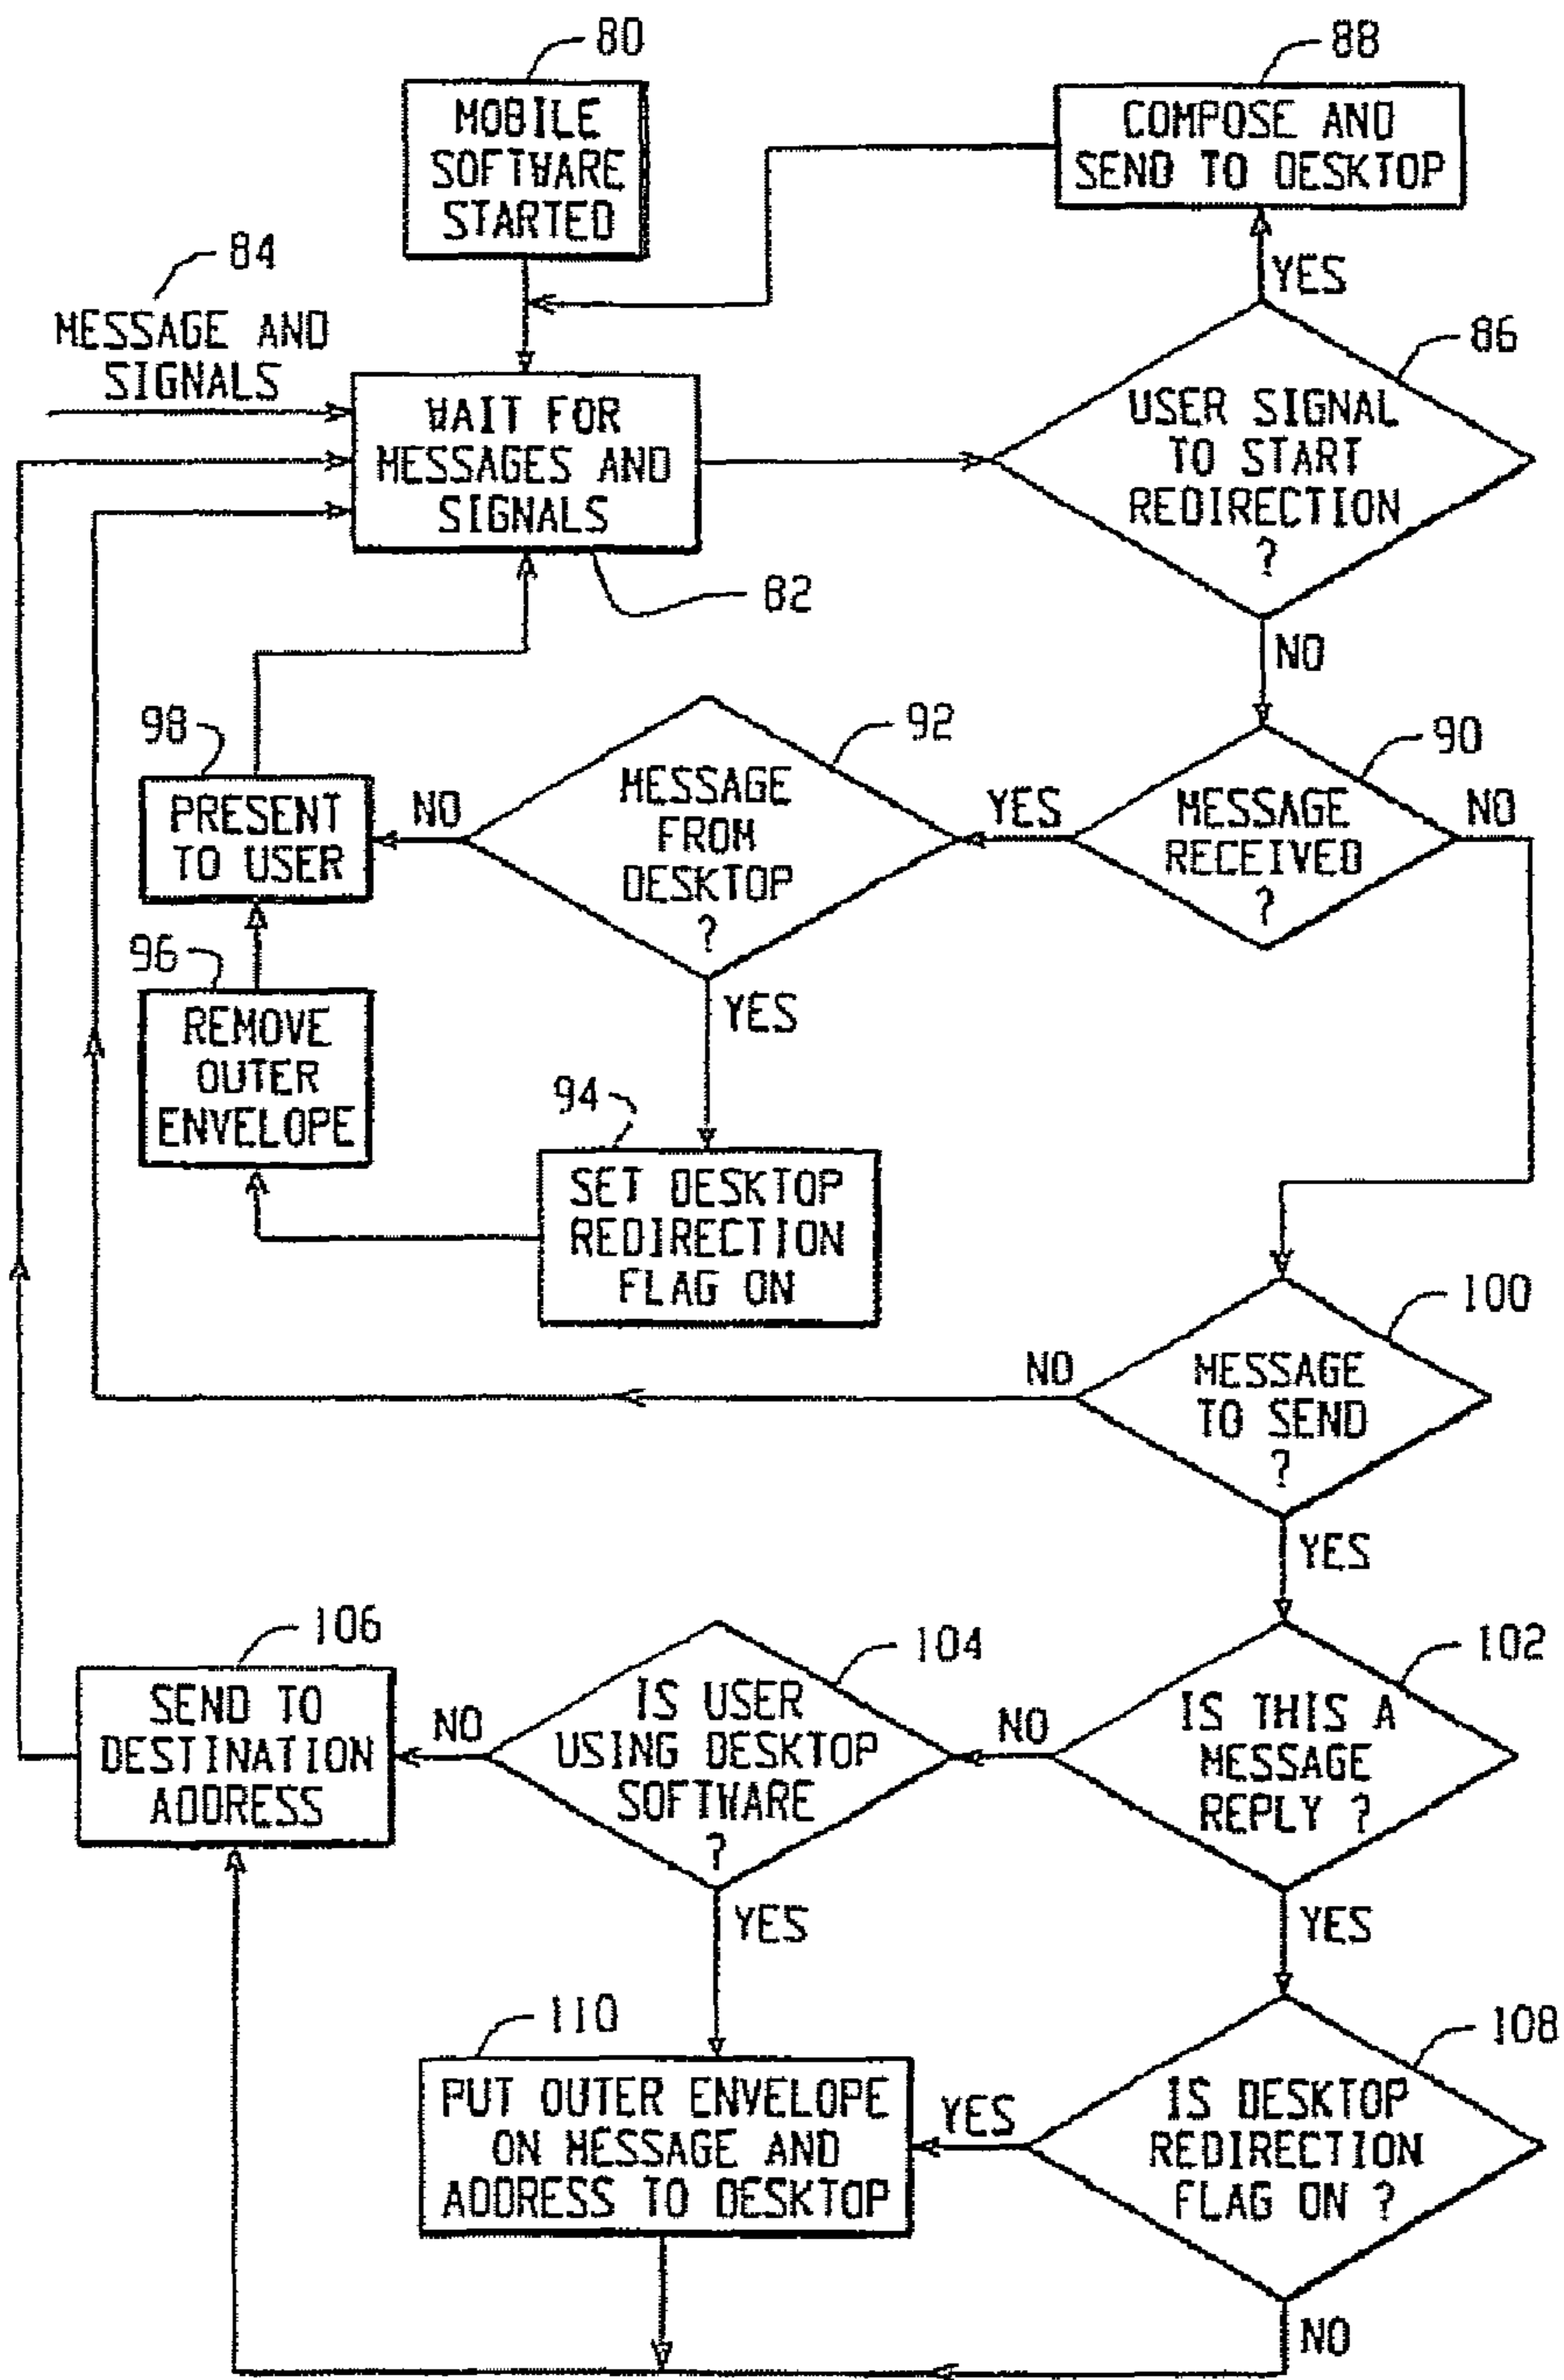 80
MOBILE
SOFTWARE
STARTED
88
COMPOSE AND
SEND TO DESKTOP
84
MESSAGE AND
SIGNALS
YES
86
USER SIGNAL
TO START
REDIRECTION
?
WAIT FOR
MESSAGES AND
SIGNALS
82
NO
98
PRESENT
TO USER
NO
92
MESSAGE
FROM
DESKTOP
?
YES
90
MESSAGE
RECEIVED
?
NO
96
REMOVE
OUTER
ENVELOPE
YES
94
SET DESKTOP
REDIRECTION
FLAG ON
100
NO
MESSAGE
TO SEND
?
YES
106
SEND TO
DESTINATION
ADDRESS
NO
104
IS USER
USING DESKTOP
SOFTWARE
?
NO
102
IS THIS A
MESSAGE
REPLY ?
YES
YES
110
PUT OUTER ENVELOPE
ON MESSAGE AND
ADDRESS TO DESKTOP
YES
108
IS DESKTOP
REDIRECTION
FLAG ON ?
NO